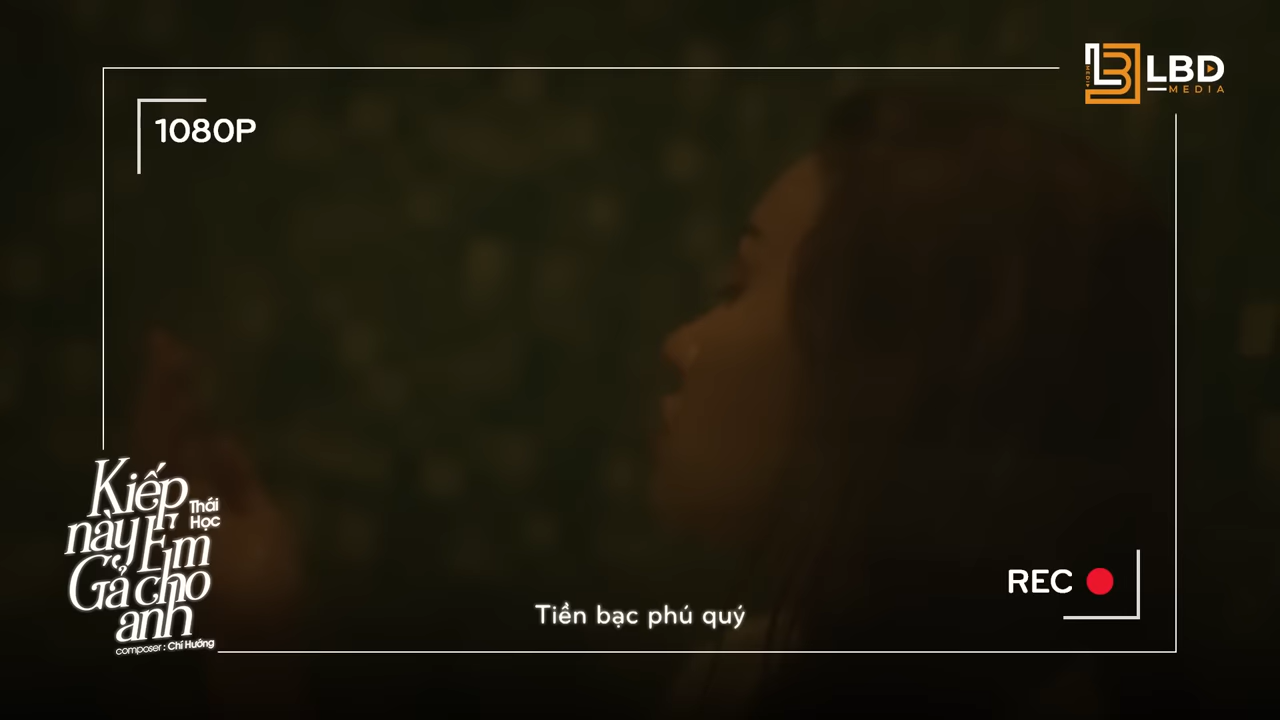 LBD
MEDIA
1080P
Kiếp
này Em
Gả cho
anh
Thái
Học
composer : Chí Hướng
REC
Tiền bạc phú quý